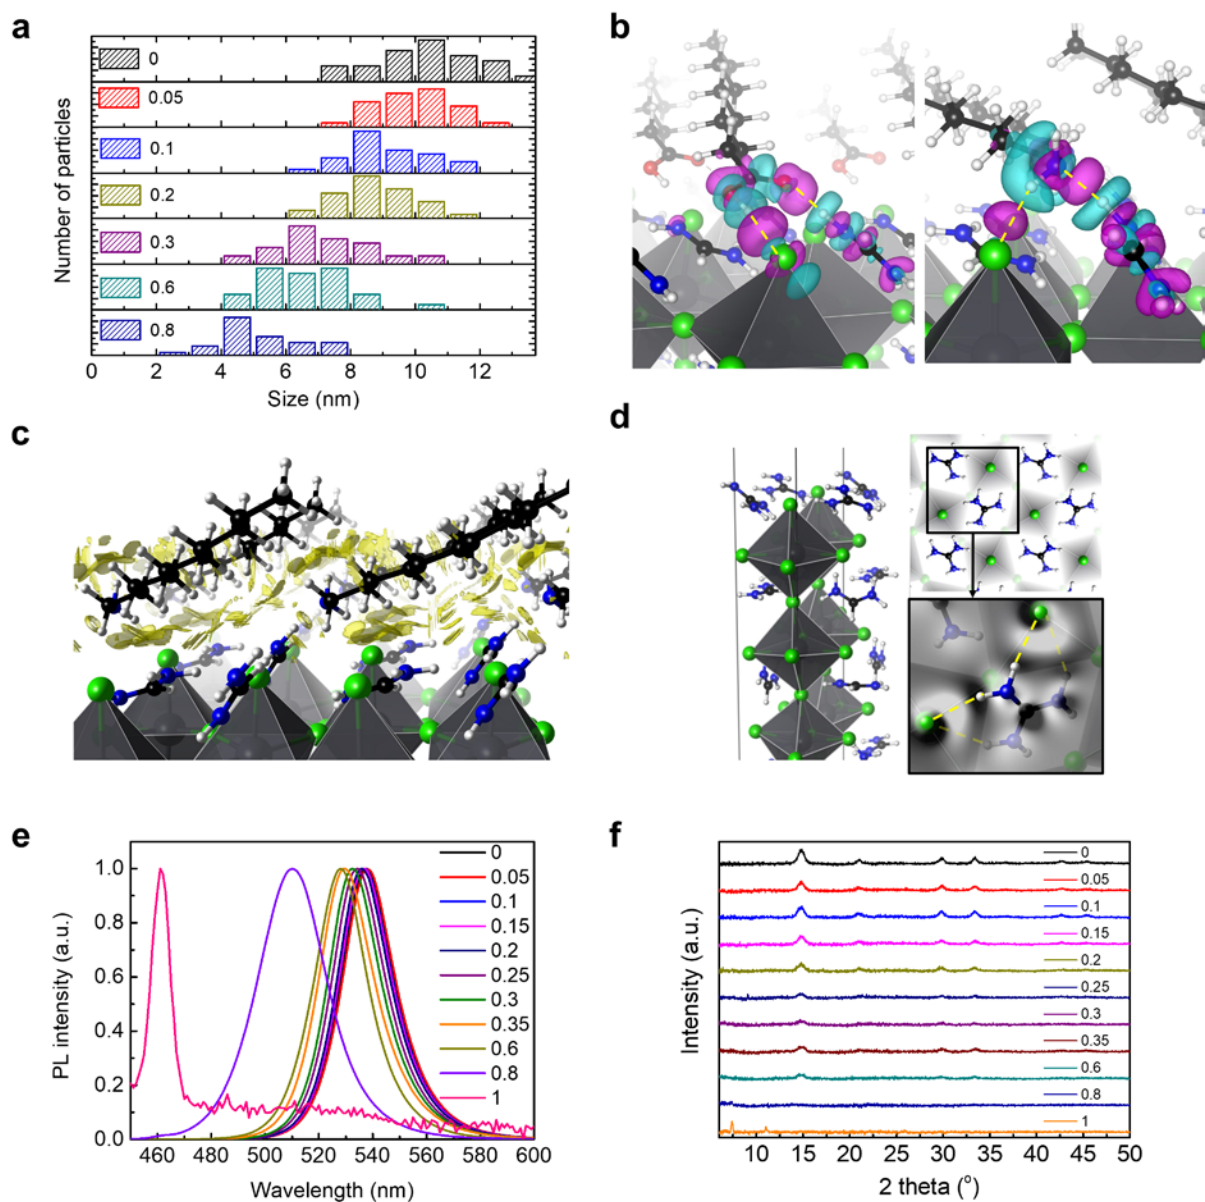 a
0
0.05
0.1
0.2
0.3
0.6
0.8
Number of particles
0 2 4 6 8 10 12
Size (nm)
b
c
d
e
1.0
0.8
0.6
0.4
0.2
0.0
PL intensity (a.u.)
0
0.05
0.1
0.15
0.2
0.25
0.3
0.35
0.6
0.8
1
460 480 500 520 540 560 580 600
Wavelength (nm)
f
Intensity (a.u.)
0
0.05
0.1
0.15
0.2
0.25
0.3
0.35
0.6
0.8
1
10 15 20 25 30 35 40 45 50
2 theta (°)